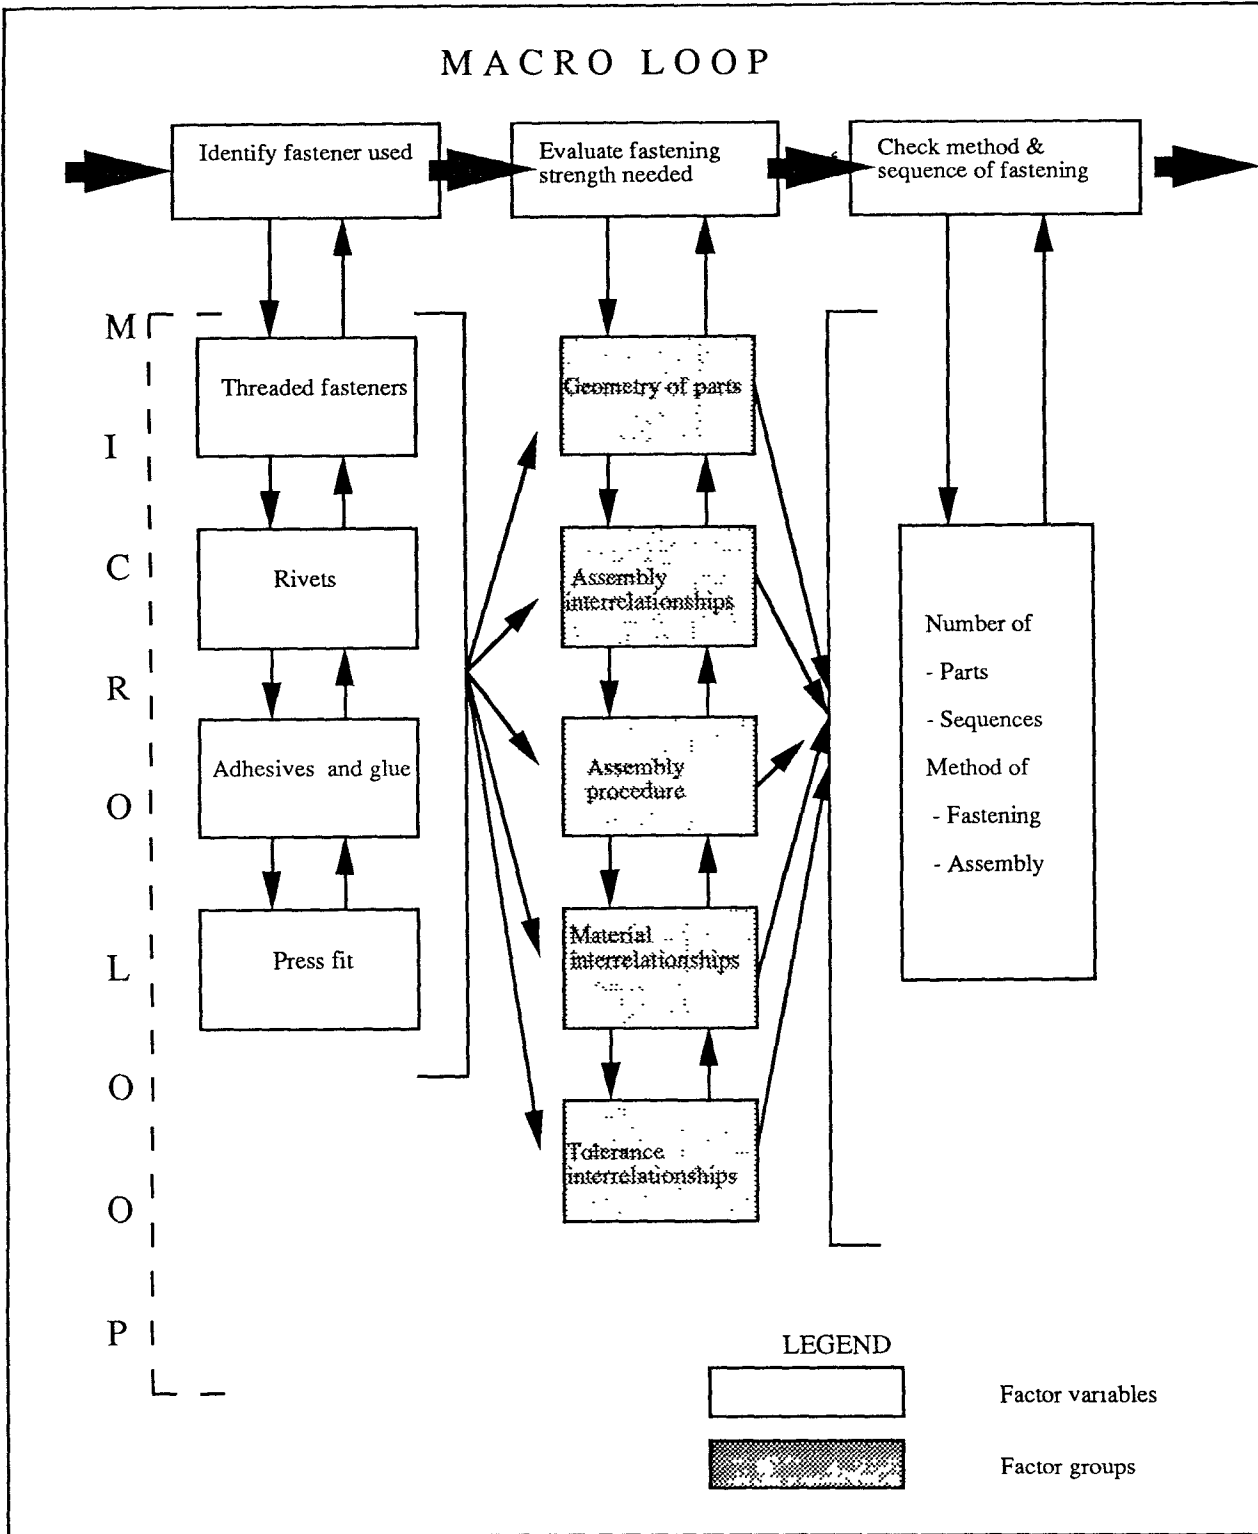 MACRO LOOP
Identify fastener used
Evaluate fastening
strength needed
Check method &
sequence of fastening
MICRO LOOP
Threaded fasteners
Rivets
Adhesives and glue
Press fit
Geometry of parts
Assembly
interrelationships
Assembly
procedure
Material
interrelationships
Tolerance
interrelationships
Number of
- Parts
- Sequences
Method of
- Fastening
- Assembly
LEGEND
Factor variables
Factor groups